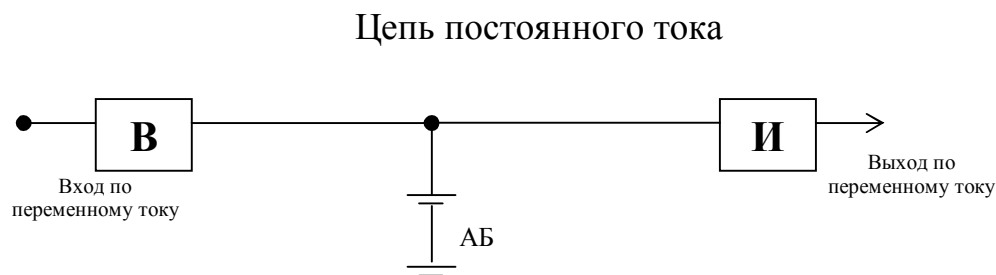 Цепь постоянного тока
В
И
Вход по
переменному току
Выход по
переменному току
АБ